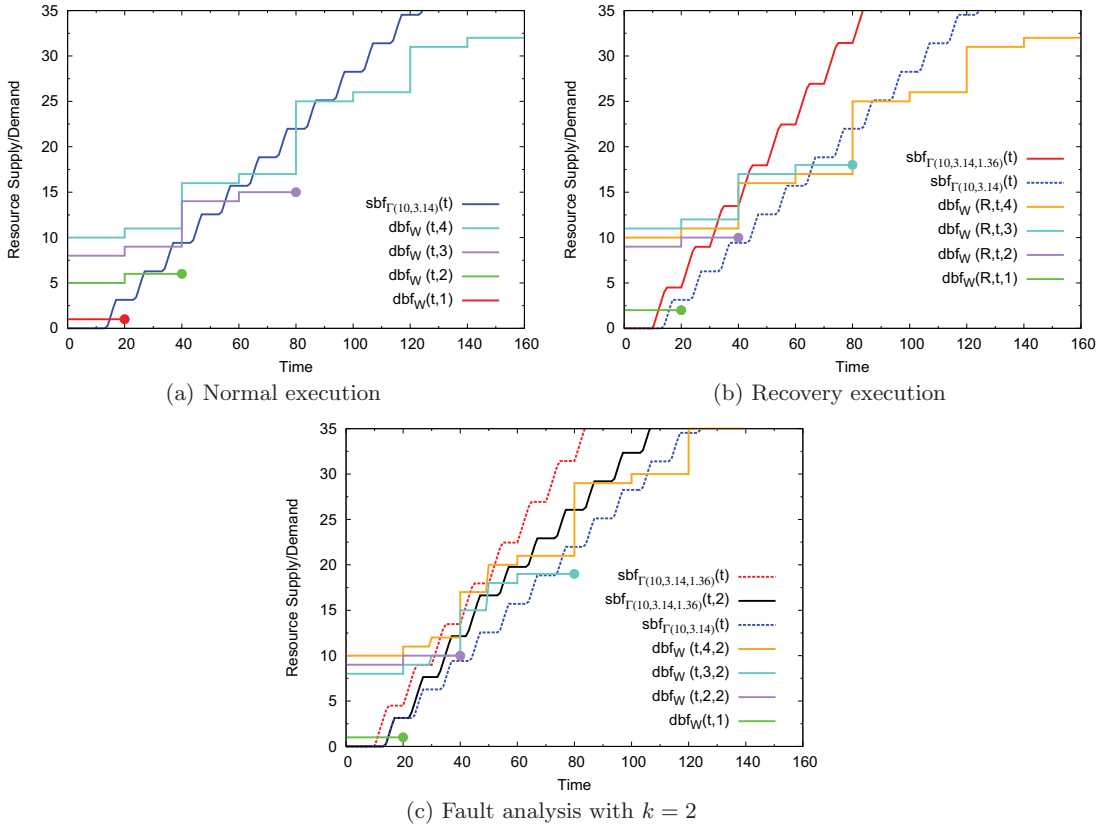 35
30
25
20
15
10
5
0
Resource Supply/Demand
sbfΓ(10,3.14)(t)
dbfW (t,4)
dbfW (t,3)
dbfW (t,2)
dbfW(t,1)
0 20 40 60 80 100 120 140 160
Time
(a) Normal execution
35
30
25
20
15
10
5
0
Resource Supply/Demand
sbfΓ(10,3.14,1.36)(t)
sbfΓ(10,3.14)(t)
dbfW (R,t,4)
dbfW (R,t,3)
dbfW (R,t,2)
dbfW(R,t,1)
0 20 40 60 80 100 120 140 160
Time
(b) Recovery execution
35
30
25
20
15
10
5
0
Resource Supply/Demand
sbfΓ(10,3.14,1.36)(t)
sbfΓ(10,3.14,1.36)(t,2)
sbfΓ(10,3.14)(t)
dbfW (t,4,2)
dbfW (t,3,2)
dbfW (t,2,2)
dbfW(t,1)
0 20 40 60 80 100 120 140 160
Time
(c) Fault analysis with k = 2